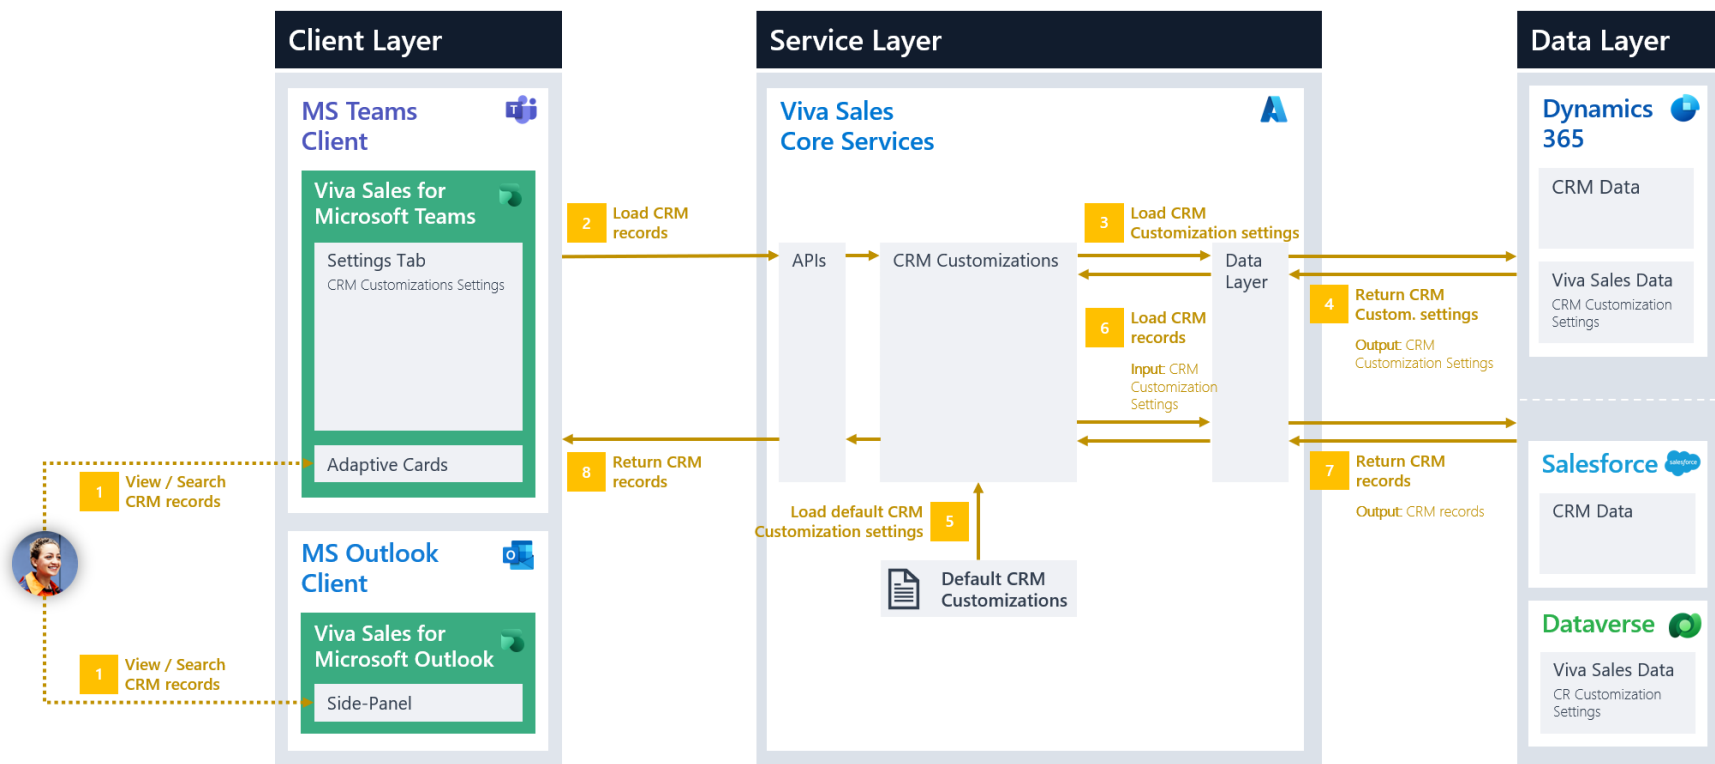 Client Layer
Service Layer
Data Layer
MS Teams
Client
T
Viva Sales for
Microsoft Teams
Settings Tab
CRM Customizations Settings
Adaptive Cards
1
View / Search
CRM records
MS Outlook
Client
O
Viva Sales for
Microsoft Outlook
Side-Panel
1
View / Search
CRM records
2
Load CRM
records
8
Return CRM
records
Viva Sales
Core Services
APIs
CRM Customizations
3
Load CRM
Customization settings
Data
Layer
6
Load CRM
records
Input: CRM
Customization
Settings
Load default CRM
Customization settings
5
Default CRM
Customizations
4
Return CRM
Custom. settings
Output: CRM
Customization Settings
7
Return CRM
records
Output: CRM records
Dynamics
365
CRM Data
Viva Sales Data
CRM Customization
Settings
Salesforce
salesforce
CRM Data
Dataverse
Viva Sales Data
CR Customization
Settings